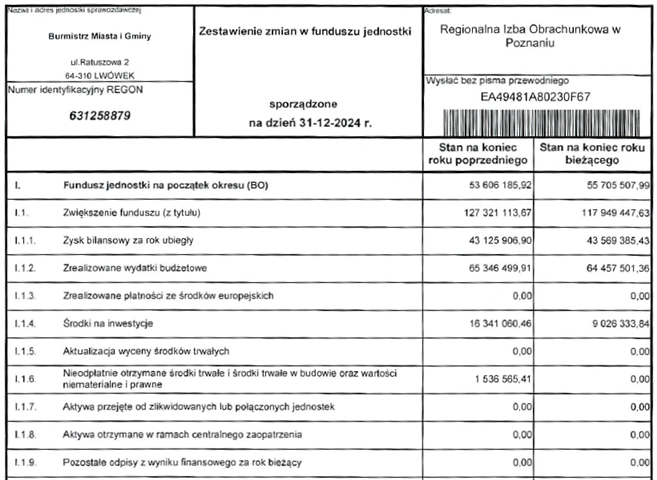 Nazwa i adres jednostki sprawozdawczej
Burmistrz Miasta i Gminy
ul.Ratuszowa 2
64-310 LWÓWEK
Numer identyfikacyjny REGON
631258879
Zestawienie zmian w funduszu jednostki
sporządzone
na dzień 31-12-2024 r.
Adresat:
Regionalna Izba Obrachunkowa w
Poznaniu
Wysłać bez pisma przewodniego
EA49481A80230F67
Stan na koniec roku poprzedniego
Stan na koniec roku bieżącego
I. Fundusz jednostki na początek okresu (BO) 53 606 185,92 55 705 507,99
I.1. Zwiększenie funduszu (z tytułu) 127 321 113,67 117 949 447,63
I.1.1. Zysk bilansowy za rok ubiegły 43 125 906,90 43 569 385,43
I.1.2. Zrealizowane wydatki budżetowe 65 346 499,91 64 457 501,36
I.1.3. Zrealizowane płatności ze środków europejskich 0,00 0,00
I.1.4. Środki na inwestycje 16 341 060,46 9 026 333,84
I.1.5. Aktualizacja wyceny środków trwałych 0,00 0,00
I.1.6. Nieodpłatnie otrzymane środki trwałe i środki trwałe w budowie oraz wartości
niematerialne i prawne 1 536 565,41 0,00
I.1.7. Aktywa przejęte od zlikwidowanych lub połączonych jednostek 0,00 0,00
I.1.8. Aktywa otrzymane w ramach centralnego zaopatrzenia 0,00 0,00
I.1.9. Pozostałe odpisy z wyniku finansowego za rok bieżący 0,00 0,00